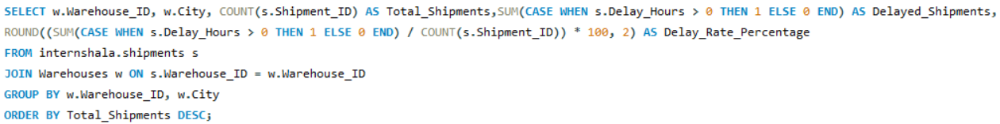 SELECT w.Warehouse_ID, w.City, COUNT(s.Shipment_ID) AS Total_Shipments,SUM(CASE WHEN s.Delay_Hours > 0 THEN 1 ELSE 0 END) AS Delayed_Shipments,
ROUND((SUM(CASE WHEN s.Delay_Hours > 0 THEN 1 ELSE 0 END) / COUNT(s.Shipment_ID)) * 100, 2) AS Delay_Rate_Percentage
FROM internshala.shipments s
JOIN Warehouses w ON s.Warehouse_ID = w.Warehouse_ID
GROUP BY w.Warehouse_ID, w.City
ORDER BY Total_Shipments DESC;